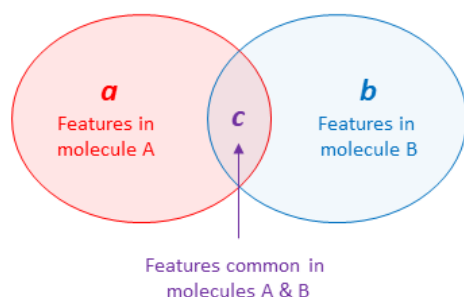 a
Features in
molecule A
c
b
Features in
molecule B
Features common in
molecules A & B